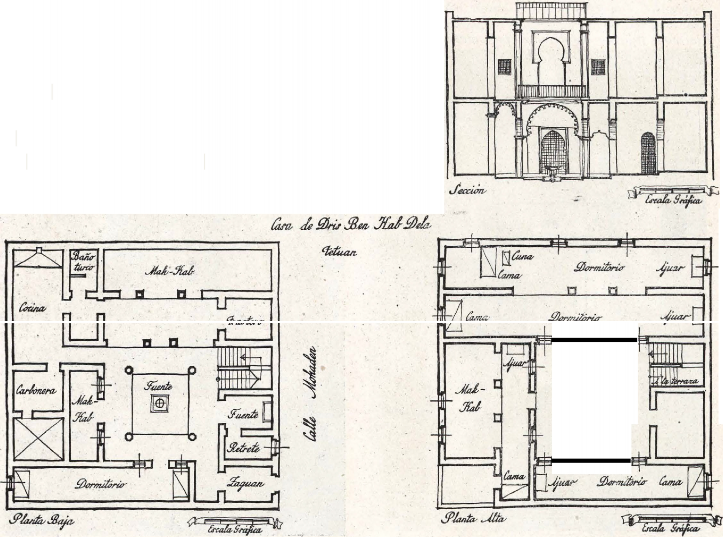 Sección
Escala Gráfica
Casa de Dris Ben Kab Dela
Tetuan
Baño
turco
Mak-Kab
Cocina
Carbonera
Mak-
Kab
Fuente
Fuente
Retrete
Dormitorio
Zaguan
Planta Baja
Escala Gráfica
Calle Mohaden
Cuna
Cama
Dormitorio
Ajuar
Cama
Dormitorio
Ajuar
Ajuar
Mak-
Kab
a la terraza
Cama
Ajuar
Dormitorio
Cama
Planta Alta
Escala Gráfica